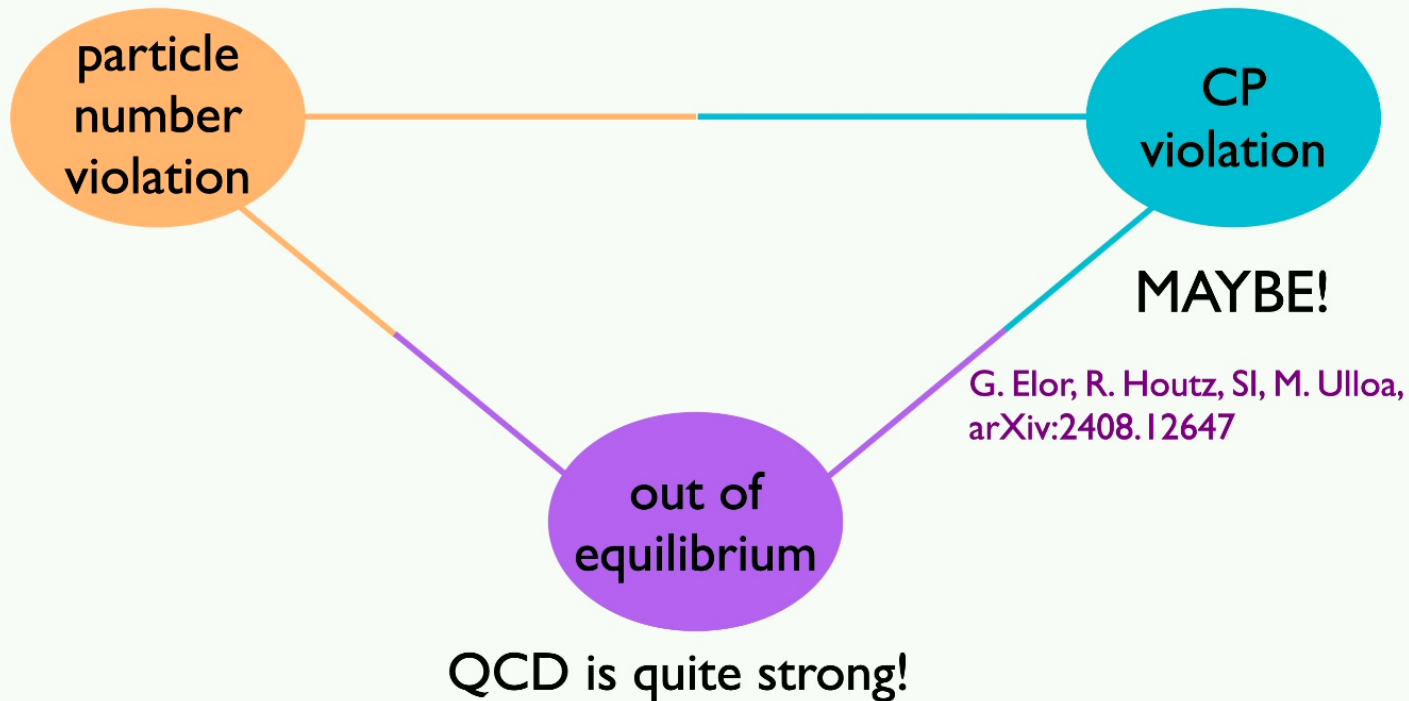 particle
number
violation
CP
violation
MAYBE!
G. Elor, R. Houtz, SI, M. Ulloa,
arXiv:2408.12647
out of
equilibrium
QCD is quite strong!